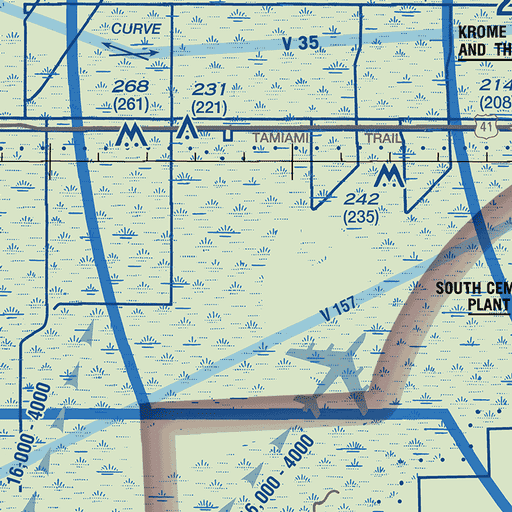 CURVE
V 35
KROME
AND TH
268
(261)
231
(221)
214
(208
TAMIAMI TRAIL
41
242
(235)
SOUTH CEM
PLANT
V 157
16,000 - 4000
16,000 - 4000